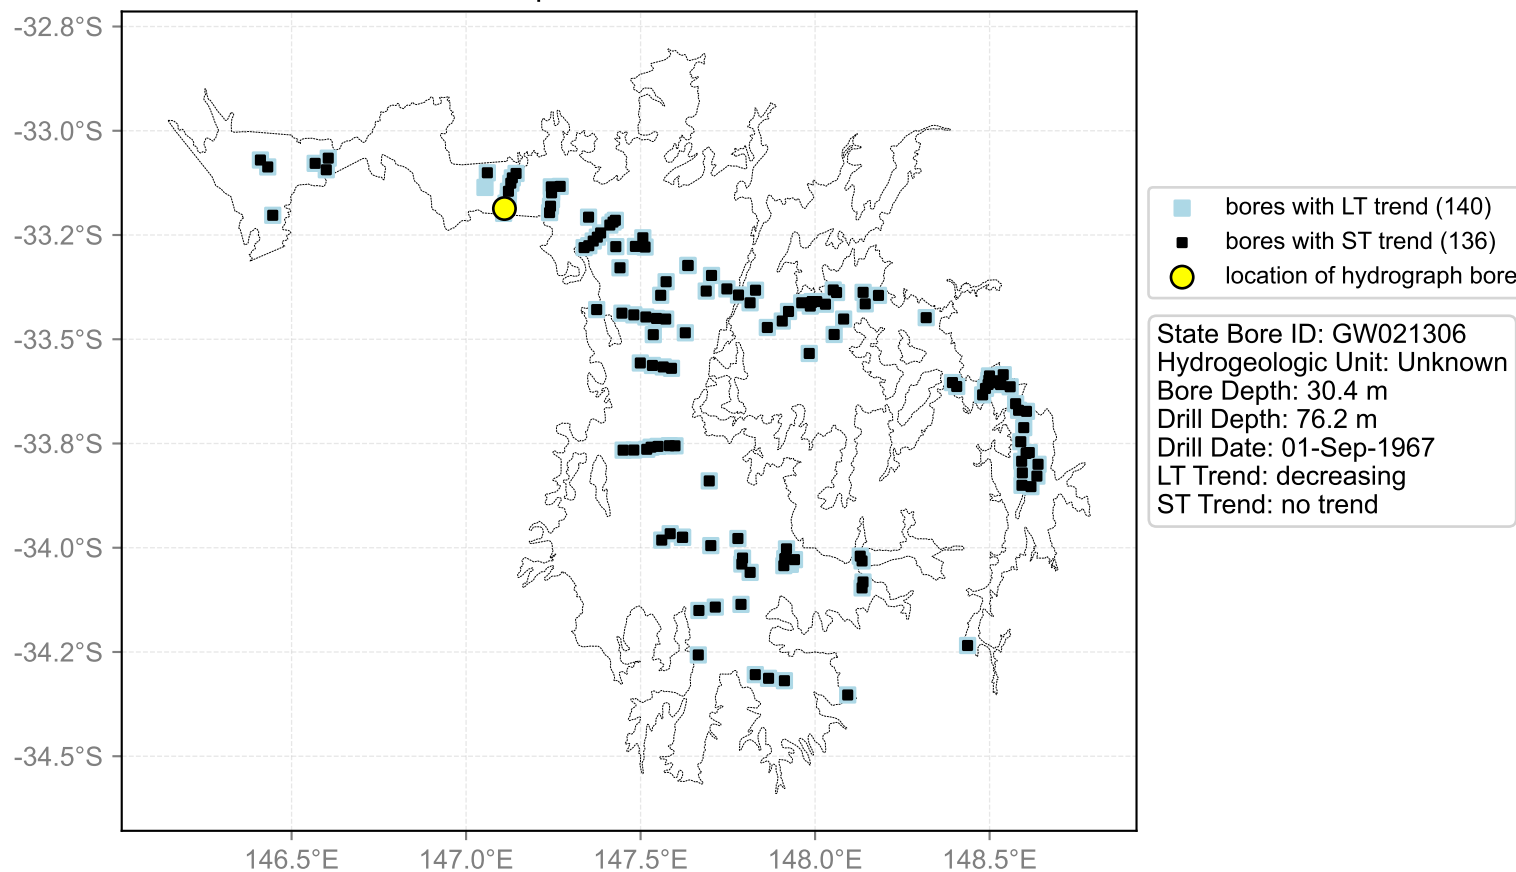 -32.8°S
-33.0°S
-33.2°S
-33.5°S
-33.8°S
-34.0°S
-34.2°S
-34.5°S
146.5°E
147.0°E
147.5°E
148.0°E
148.5°E
bores with LT trend (140)
bores with ST trend (136)
location of hydrograph bore
State Bore ID: GW021306
Hydrogeologic Unit: Unknown
Bore Depth: 30.4 m
Drill Depth: 76.2 m
Drill Date: 01-Sep-1967
LT Trend: decreasing
ST Trend: no trend